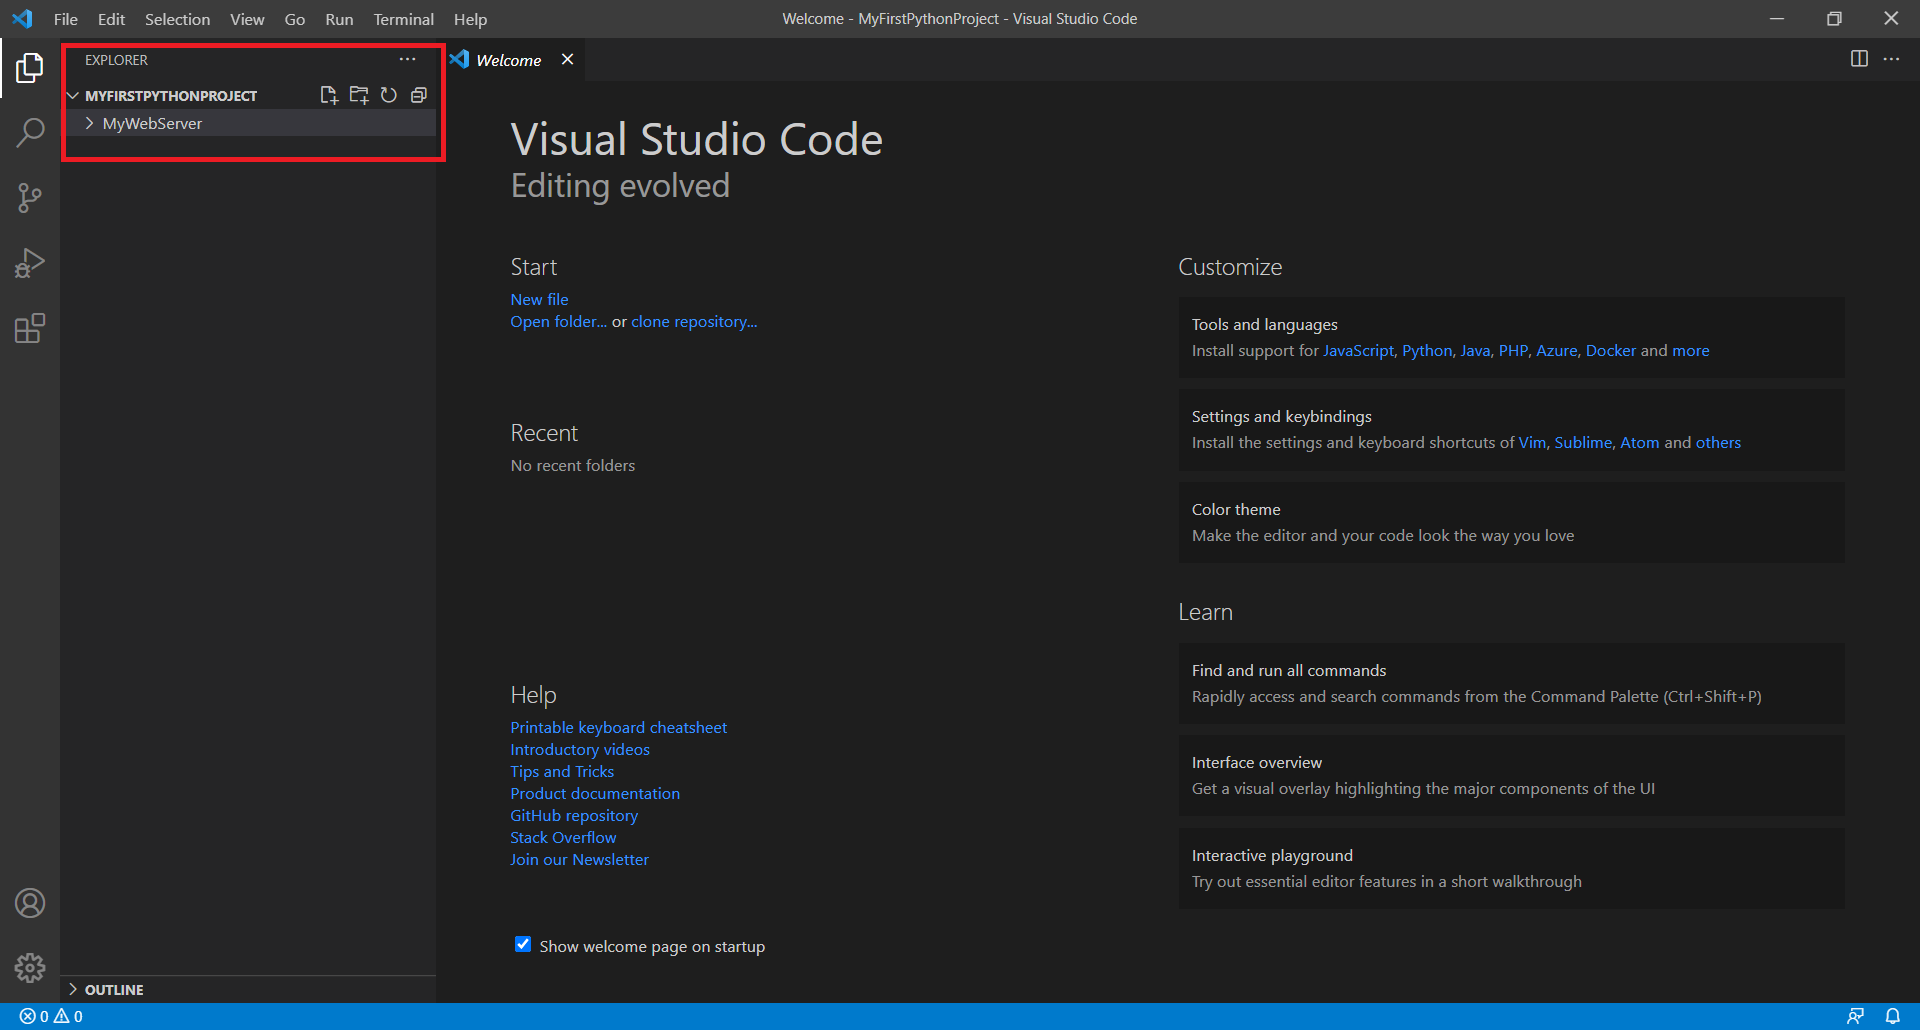 File Edit Selection View Go Run Terminal Help
Welcome - MyFirstPythonProject - Visual Studio Code
EXPLORER
MYFIRSTPYTHONPROJECT
MyWebServer
OUTLINE
Welcome
Visual Studio Code
Editing evolved
Start
New file
Open folder... or clone repository...
Recent
No recent folders
Help
Printable keyboard cheatsheet
Introductory videos
Tips and Tricks
Product documentation
GitHub repository
Stack Overflow
Join our Newsletter
Show welcome page on startup
Customize
Tools and languages
Install support for JavaScript, Python, Java, PHP, Azure, Docker and more
Settings and keybindings
Install the settings and keyboard shortcuts of Vim, Sublime, Atom and others
Color theme
Make the editor and your code look the way you love
Learn
Find and run all commands
Rapidly access and search commands from the Command Palette (Ctrl+Shift+P)
Interface overview
Get a visual overlay highlighting the major components of the UI
Interactive playground
Try out essential editor features in a short walkthrough
0 0